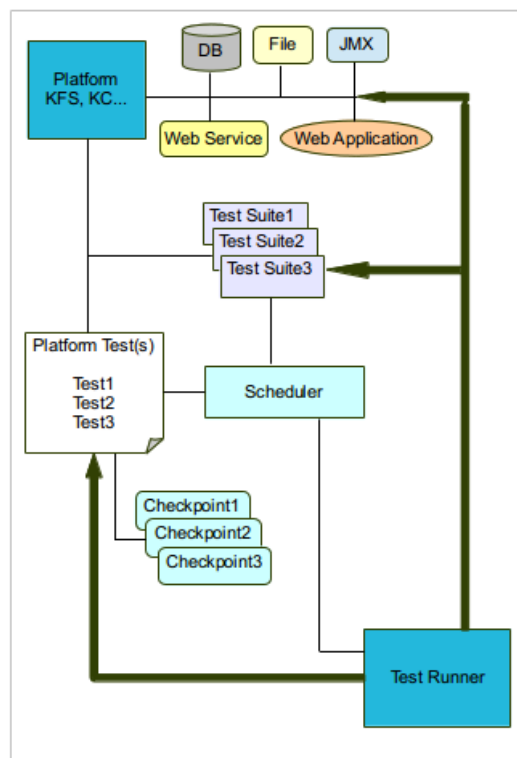 DB
File
JMX
Platform
KFS, KC...
Web Service
Web Application
Test Suite1
Test Suite2
Test Suite3
Platform Test(s)
Test1
Test2
Test3
Scheduler
Checkpoint1
Checkpoint2
Checkpoint3
Test Runner